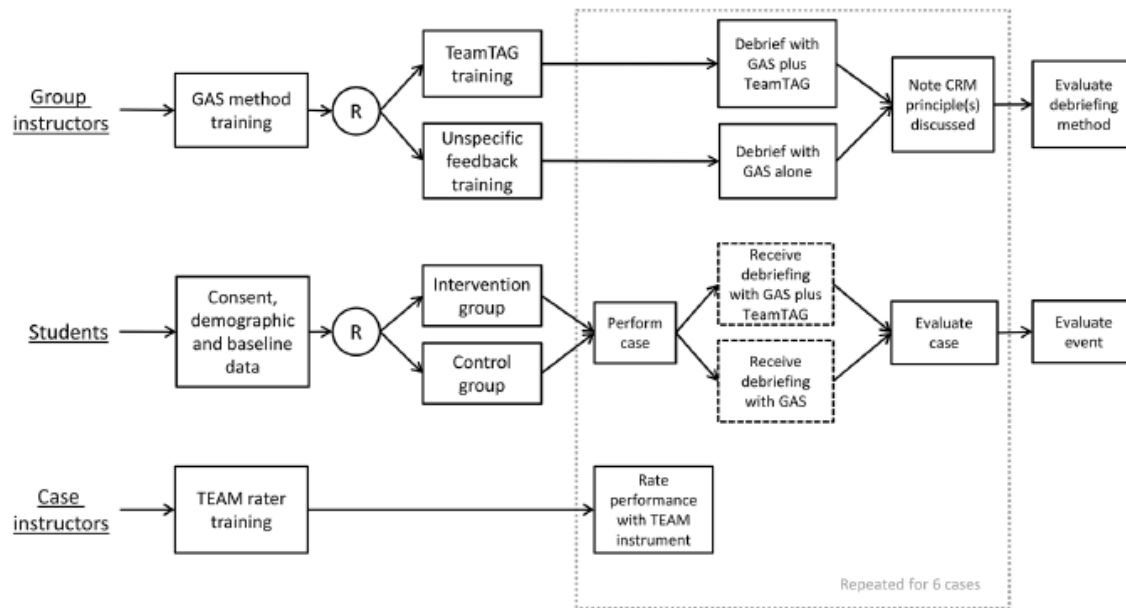 Group
instructors
GAS method
training
R
TeamTAG
training
Unspecific
feedback
training
Debrief with
GAS plus
TeamTAG
Debrief with
GAS alone
Note CRM
principle(s)
discussed
Evaluate
debriefing
method
Students
Consent,
demographic
and baseline
data
R
Intervention
group
Control
group
Perform
case
Receive
debriefing
with GAS plus
TeamTAG
Receive
debriefing
with GAS
Evaluate
case
Evaluate
event
Case
instructors
TEAM rater
training
Rate
performance
with TEAM
instrument
Repeated for 6 cases